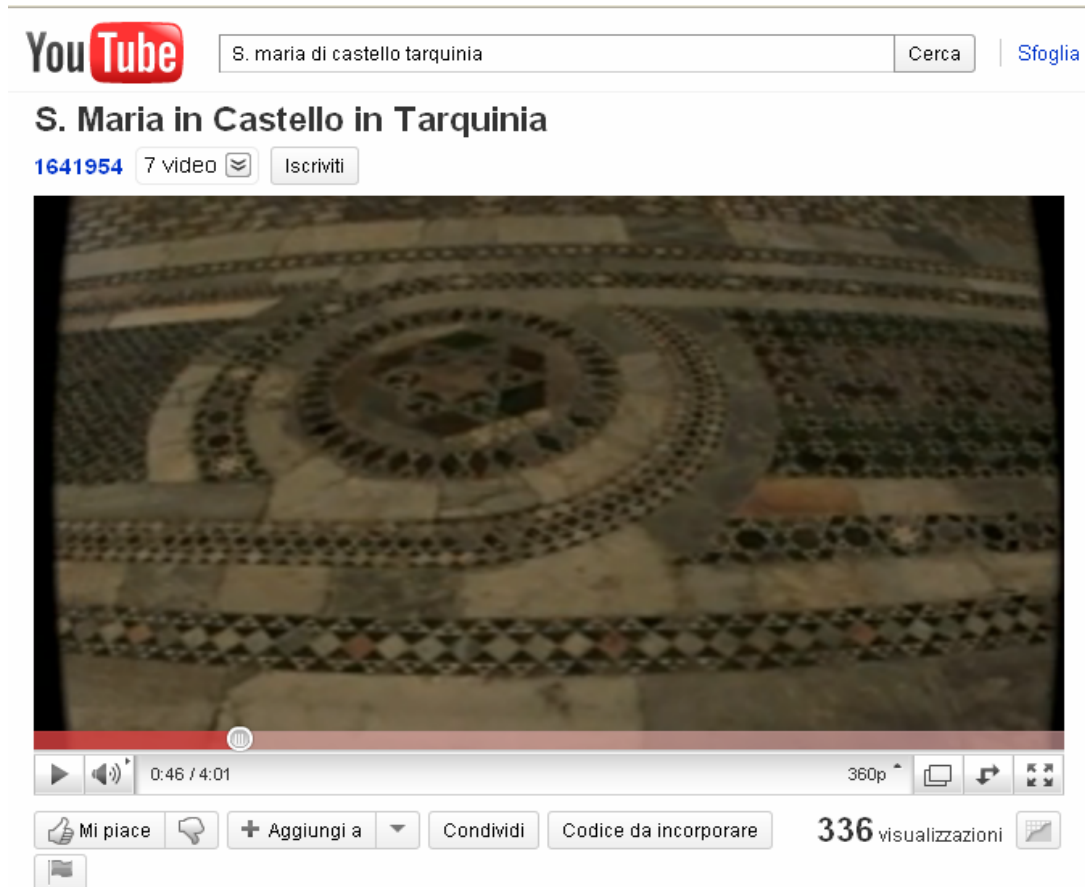 YouTube S. maria di castello tarquinia Cerca Sfoglia
S. Maria in Castello in Tarquinia
1641954 7 video Iscriviti
0:46 / 4:01 360p
Mi piace Aggiungi a Condividi Codice da incorporare 336 visualizzazioni